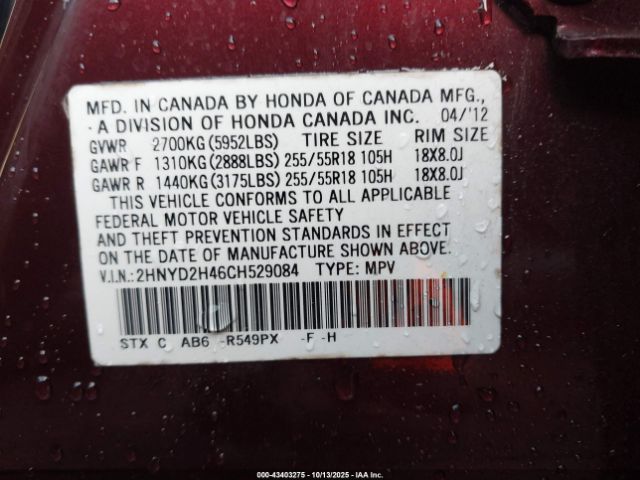 MFD. IN CANADA BY HONDA OF CANADA MFG.,
A DIVISION OF HONDA CANADA INC. 04/'12
GVWR 2700KG(5952LBS) TIRE SIZE RIM SIZE
GAWR F 1310KG(2888LBS) 255/55R18 105H 18X8.0J
GAWR R 1440KG(3175LBS) 255/55R18 105H 18X8.0J
THIS VEHICLE CONFORMS TO ALL APPLICABLE
FEDERAL MOTOR VEHICLE SAFETY
AND THEFT PREVENTION STANDARDS IN EFFECT
ON THE DATE OF MANUFACTURE SHOWN ABOVE.
V.I.N.:2HNYD2H46CH529084 TYPE: MPV
STX C AB6 -R549PX -F -H
000-43403275 - 10/13/2025 - IAA Inc.